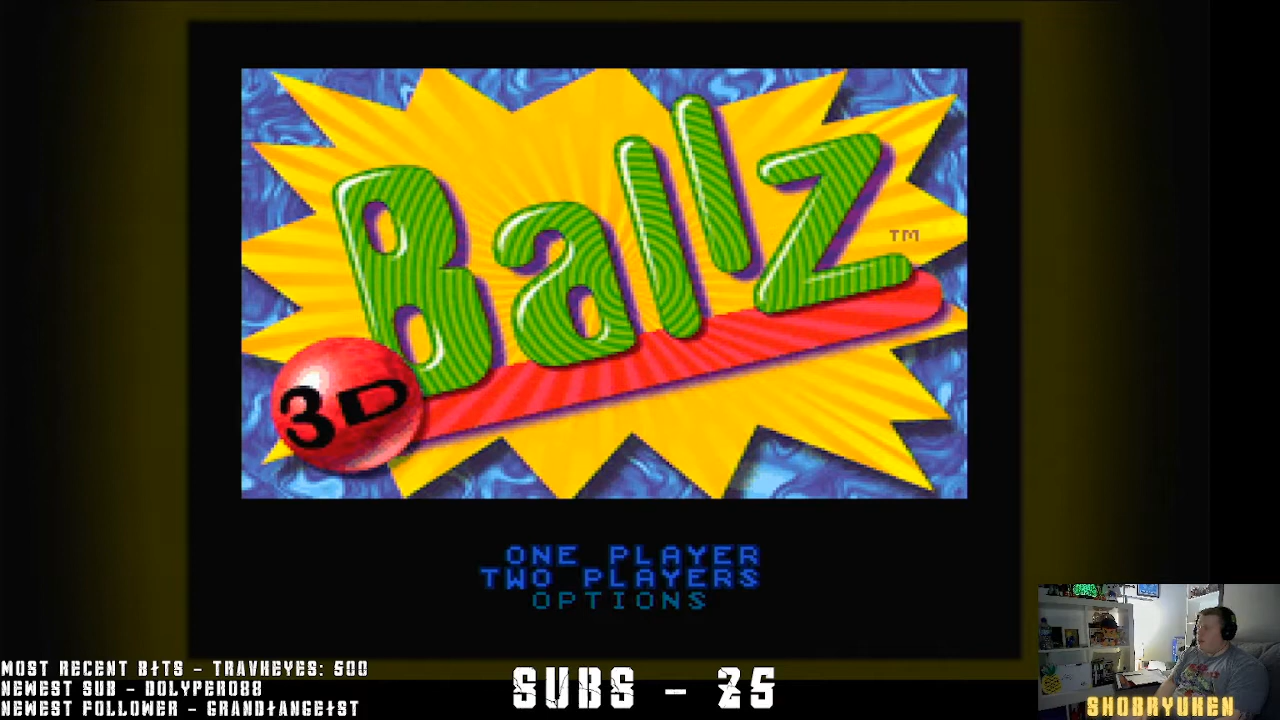 Ballz
TM
3D
ONE PLAYER
TWO PLAYERS
OPTIONS
MOST RECENT BITS - TRAVHEYES: 500
NEWEST SUB - DOLYPER088
NEWEST FOLLOWER - GRANDIANGEIST
SUBS - 25
SHOBRYUKEN